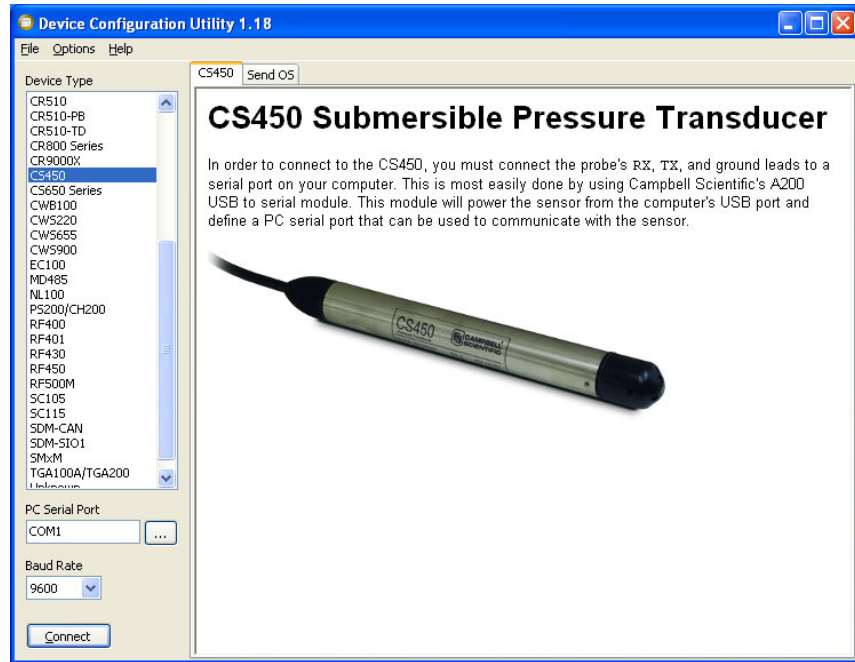 Device Configuration Utility 1.18
File Options Help
Device Type
CR510
CR510-PB
CR510-TD
CR800 Series
CR9000X
CS450
CS650 Series
CWB100
CWS220
CWS655
CWS900
EC100
MD485
NL100
PS200/CH200
RF400
RF401
RF430
RF450
RF500M
SC105
SC115
SDM-CAN
SDM-SIO1
SMxM
TGA100A/TGA200
Unknown
PC Serial Port
COM1
...
Baud Rate
9600
Connect
CS450 Send OS
CS450 Submersible Pressure Transducer
In order to connect to the CS450, you must connect the probe's RX, TX, and ground leads to a
serial port on your computer. This is most easily done by using Campbell Scientific's A200
USB to serial module. This module will power the sensor from the computer's USB port and
define a PC serial port that can be used to communicate with the sensor.
CS450
CAMPBELL
SCIENTIFIC